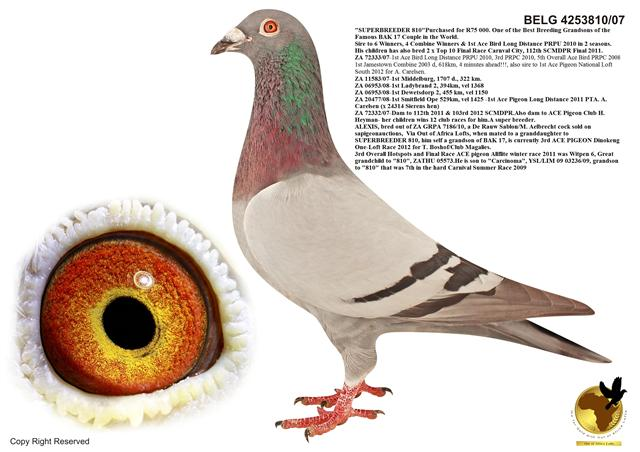 BELG 4253810/07
"SUPERBREEDER 810"Purchased for R75 000. One of the Best Breeding Grandsons of the
Famous BAK 17 Couple in the World.
Sire to 6 Winners, 4 Combine Winners & 1st Ace Bird Long Distance PRPU 2010 in 2 seasons.
His children has also bred 2 x Top 10 Final Race Carnval City, 112th SCMDPR Final 2011.
ZA 72333/07-1st Ace Bird Long Distance PRPU 2010, 3rd PRPC 2010, 5th Overall Ace Bird PRPC 2008
1st Jamestown Combine 2003 d, 618km, 4 minutes ahead!!!, also sire to 1st Ace Pigeon National Loft
South 2012 for A. Carelsen.
ZA 11583/07-1st Middelburg, 1707 d., 322 km.
ZA 06953/08-1st Ladybrand 2, 394km, vel 1368
ZA 06953/08-1st Dewetsdorp 2, 455 km, vel 1150
ZA 20477/08-1st Smitfield Ope 529km, vel 1425 -1st Ace Pigeon Long Distance 2011 PTA. A.
Carelsen (x 24314 Sierens hen)
ZA 72332/07-Dam to 112th 2011 & 103rd 2012 SCMDPR.Also dam to ACE Pigeon Club H.
Heyman- her children wins 12 club races for him.A super breeder.
ALEXIS, bred out of ZA GRPA 7186/10, a De Rauw Sablon/M. Aelbrecht cock sold on
sapigeonauctions, Via Out of Africa Lofts, when mated to a granddaughter to
SUPERBREEDER 810, him self a grandson of BAK 17, is currently 3rd ACE PIGEON Dinokeng
One-Loft Race 2012 for T. Boshof/Club Magalies.
3rd Overall Hotspots and Final Race ACE pigeon Allflite winter race 2011 was Witpen 6, Great
grandchild to "810", ZATHU 05573.He is son to "Carcinoma", YSL/LIM 09 03236-09, grandson
to "810" that was 7th in the hard Carnival Summer Race 2009
Copy Right Reserved
Out of Africa Lofts